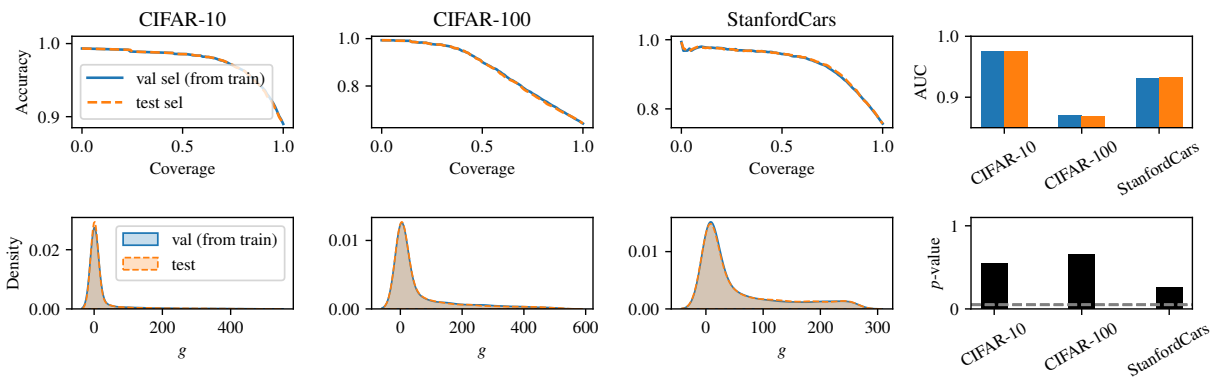 CIFAR-10
CIFAR-100
StanfordCars
Accuracy
1.0
0.9
val sel (from train)
test sel
0.0 0.5 1.0
Coverage
1.0
0.8
0.0 0.5 1.0
Coverage
1.0
0.8
0.0 0.5 1.0
Coverage
AUC
1.0
0.9
CIFAR-10
CIFAR-100
StanfordCars
Density
0.02
0.00
val (from train)
test
0 200 400
g
0.01
0.00
0 200 400 600
g
0.01
0.00
0 100 200 300
g
p-value
1
0
CIFAR-10
CIFAR-100
StanfordCars